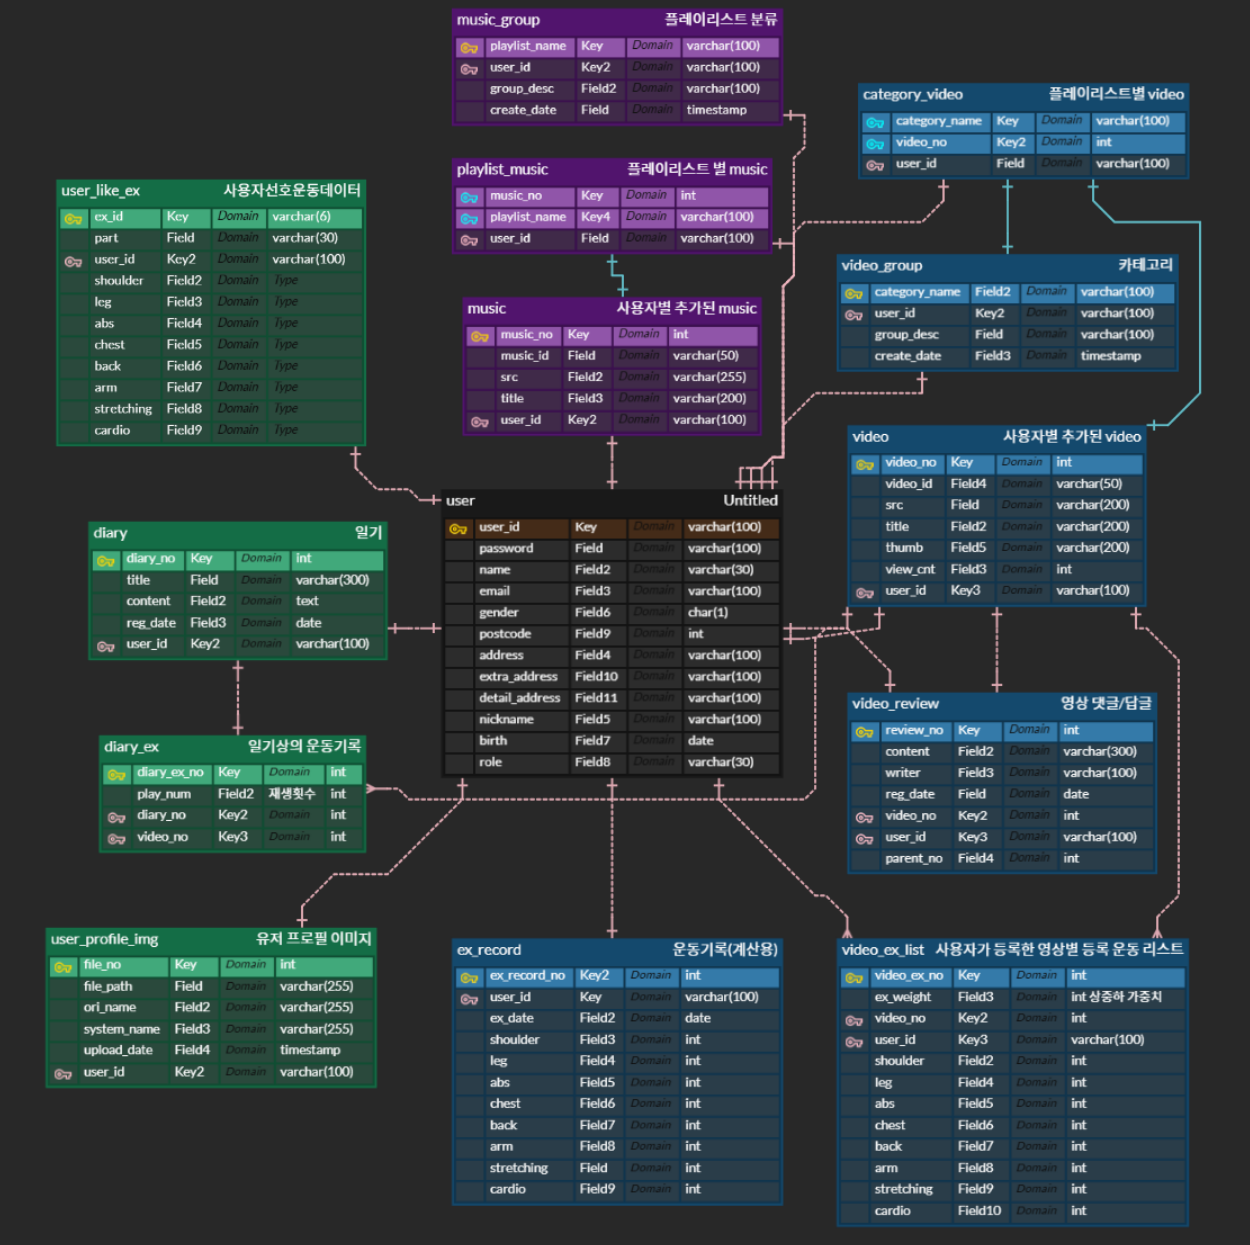 music_group 플레이리스트 분류
playlist_name Key Domain varchar(100)
user_id Key2 Domain varchar(100)
group_desc Field2 Domain varchar(100)
create_date Field Domain timestamp
category_video 플레이리스트별 video
category_name Key Domain varchar(100)
video_no Key2 Domain int
user_id Field Domain varchar(100)
playlist_music 플레이리스트 별 music
music_no Key Domain int
playlist_name Key4 Domain varchar(100)
user_id Field Domain varchar(100)
user_like_ex 사용자선호운동데이터
ex_id Key Domain varchar(6)
part Field Domain varchar(30)
user_id Key2 Domain varchar(100)
shoulder Field2 Domain Type
leg Field3 Domain Type
abs Field4 Domain Type
chest Field5 Domain Type
back Field6 Domain Type
arm Field7 Domain Type
stretching Field8 Domain Type
cardio Field9 Domain Type
video_group 카테고리
category_name Field2 Domain varchar(100)
user_id Key2 Domain varchar(100)
group_desc Field Domain varchar(100)
create_date Field3 Domain timestamp
music 사용자별 추가된 music
music_no Key Domain int
music_id Field Domain varchar(50)
src Field2 Domain varchar(255)
title Field3 Domain varchar(200)
user_id Key2 Domain varchar(100)
video 사용자별 추가된 video
video_no Key Domain int
video_id Field4 Domain varchar(50)
src Field Domain varchar(200)
title Field2 Domain varchar(200)
thumb Field5 Domain varchar(200)
view_cnt Field3 Domain int
user_id Key3 Domain varchar(100)
user Untitled
user_id Key Domain varchar(100)
password Field Domain varchar(100)
name Field2 Domain varchar(30)
email Field3 Domain varchar(100)
gender Field6 Domain char(1)
postcode Field9 Domain int
address Field4 Domain varchar(100)
extra_address Field10 Domain varchar(100)
detail_address Field11 Domain varchar(100)
nickname Field5 Domain varchar(100)
birth Field7 Domain date
role Field8 Domain varchar(30)
diary 일기
diary_no Key Domain int
title Field Domain varchar(300)
content Field2 Domain text
reg_date Field3 Domain date
user_id Key2 Domain varchar(100)
diary_ex 일기상의 운동기록
diary_ex_no Key Domain int
play_num Field2 재생횟수 int
diary_no Key2 Domain int
video_no Key3 Domain int
video_review 영상 댓글/답글
review_no Key Domain int
content Field2 Domain varchar(300)
writer Field3 Domain varchar(100)
reg_date Field Domain date
video_no Key2 Domain int
user_id Key3 Domain varchar(100)
parent_no Field4 Domain int
user_profile_img 유저 프로필 이미지
file_no Key Domain int
file_path Field Domain varchar(255)
ori_name Field2 Domain varchar(255)
system_name Field3 Domain varchar(255)
upload_date Field4 Domain timestamp
user_id Key2 Domain varchar(100)
ex_record 운동기록(계산용)
ex_record_no Key2 Domain int
user_id Key Domain varchar(100)
ex_date Field2 Domain date
shoulder Field3 Domain int
leg Field4 Domain int
abs Field5 Domain int
chest Field6 Domain int
back Field7 Domain int
arm Field8 Domain int
stretching Field Domain int
cardio Field9 Domain int
video_ex_list 사용자가 등록한 영상별 등록 운동 리스트
video_ex_no Key Domain int
ex_weight Field3 Domain int 상중하 가중치
video_no Key2 Domain int
user_id Key3 Domain varchar(100)
shoulder Field2 Domain int
leg Field4 Domain int
abs Field5 Domain int
chest Field6 Domain int
back Field7 Domain int
arm Field8 Domain int
stretching Field9 Domain int
cardio Field10 Domain int